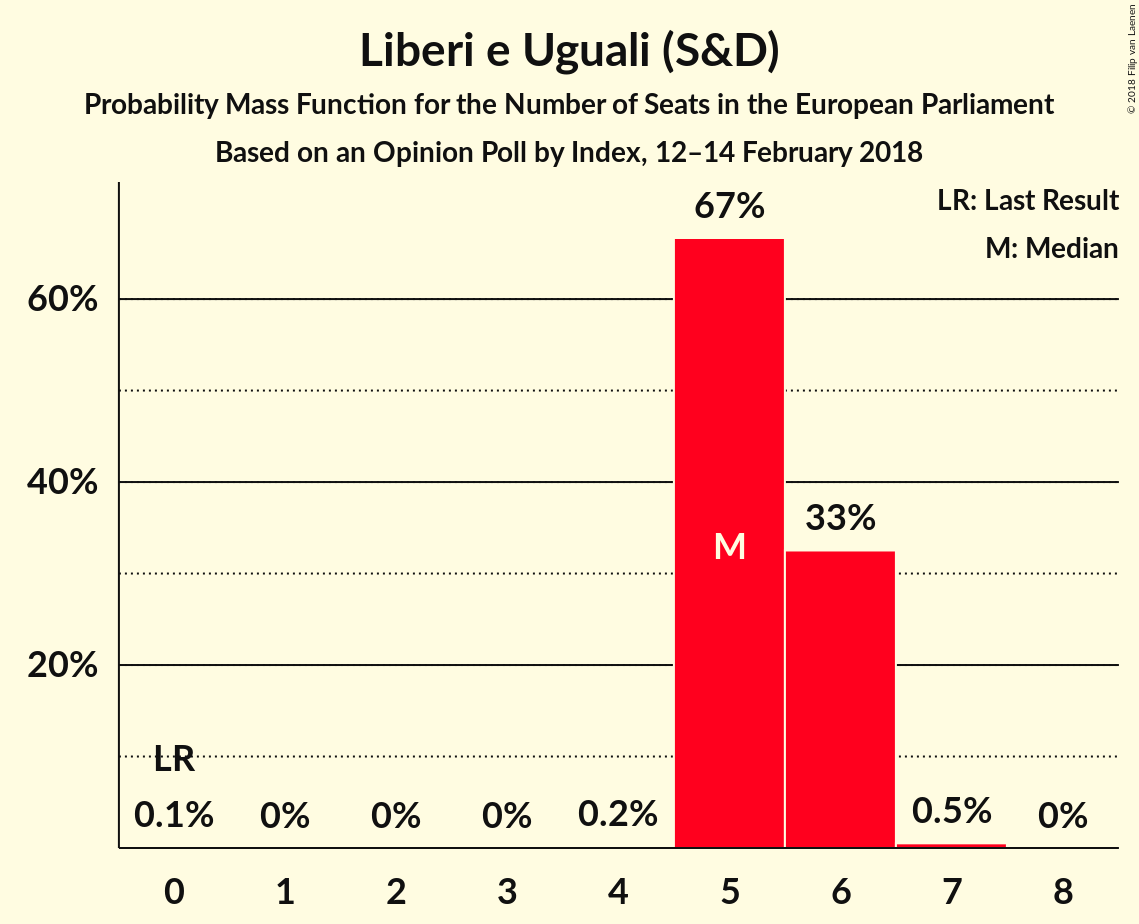 Liberi e Uguali (S&D)
Probability Mass Function for the Number of Seats in the European Parliament
Based on an Opinion Poll by Index, 12–14 February 2018
© 2018 Filip van Laenen
LR: Last Result
M: Median
67%
60%
40%
33%
M
20%
LR
0.1% 0% 0% 0% 0.2% 0.5% 0%
0 1 2 3 4 5 6 7 8